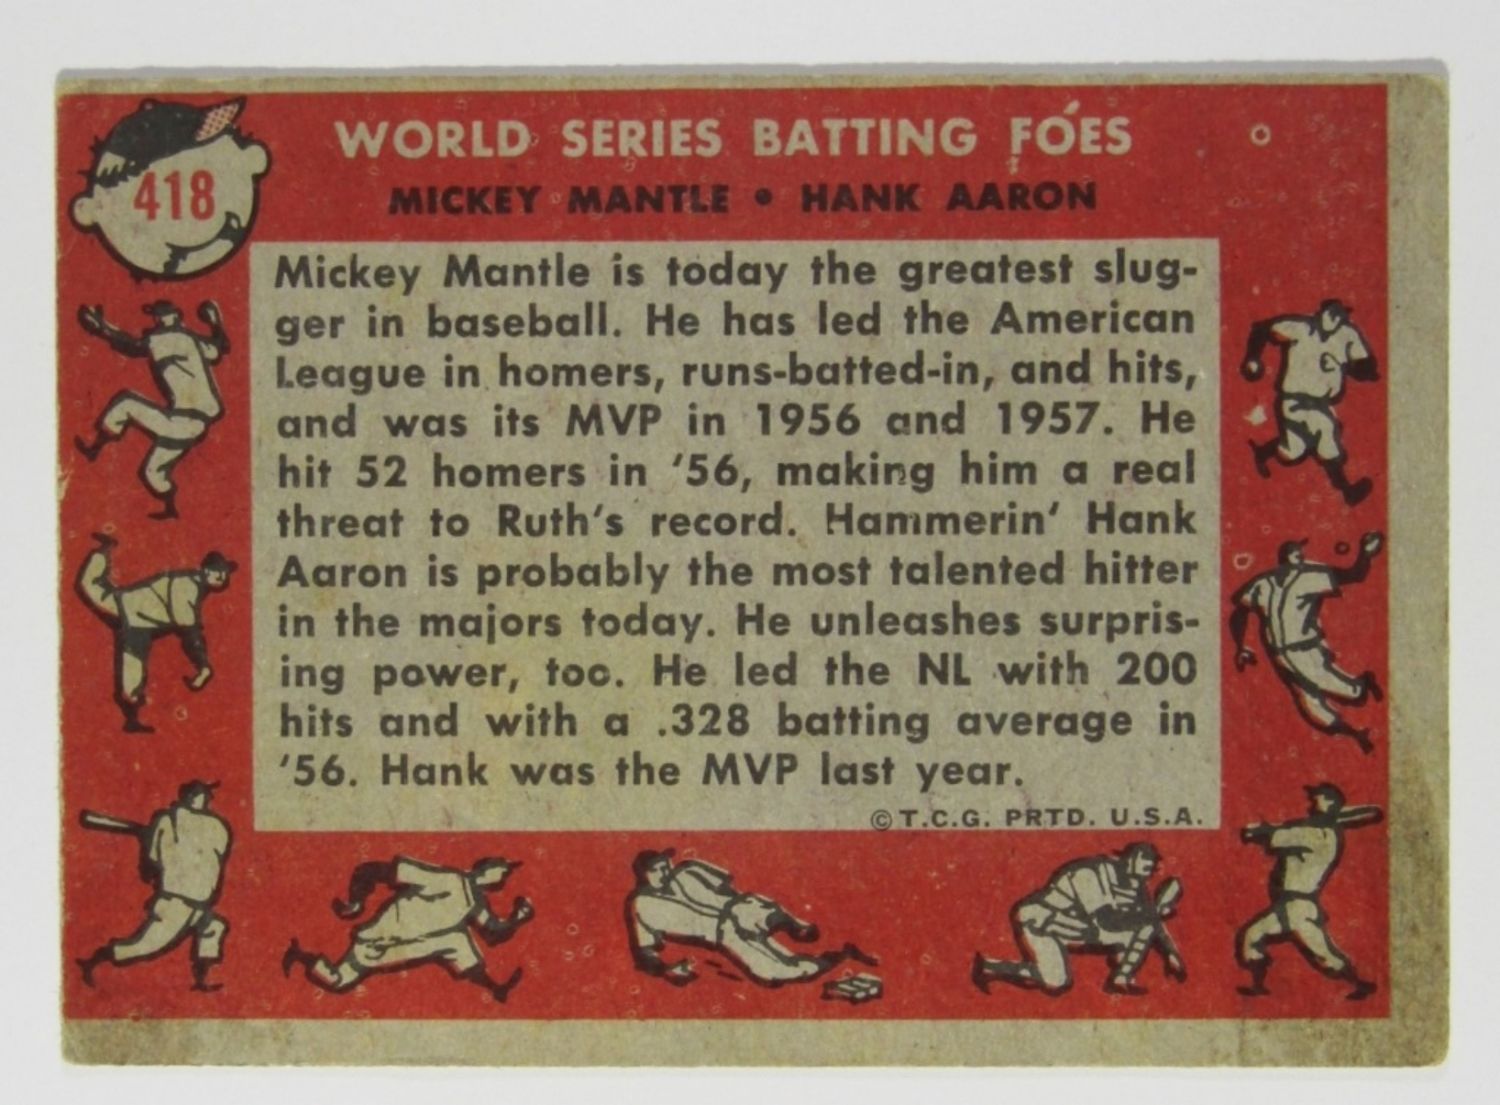 418
WORLD SERIES BATTING FOES
MICKEY MANTLE • HANK AARON
Mickey Mantle is today the greatest slug-
ger in baseball. He has led the American
League in homers, runs-batted-in, and hits,
and was its MVP in 1956 and 1957. He
hit 52 homers in '56, making him a real
threat to Ruth's record. Hammerin' Hank
Aaron is probably the most talented hitter
in the majors today. He unleashes surpris-
ing power, too. He led the NL with 200
hits and with a .328 batting average in
'56. Hank was the MVP last year.
© T.C.G. PRTD. U.S.A.